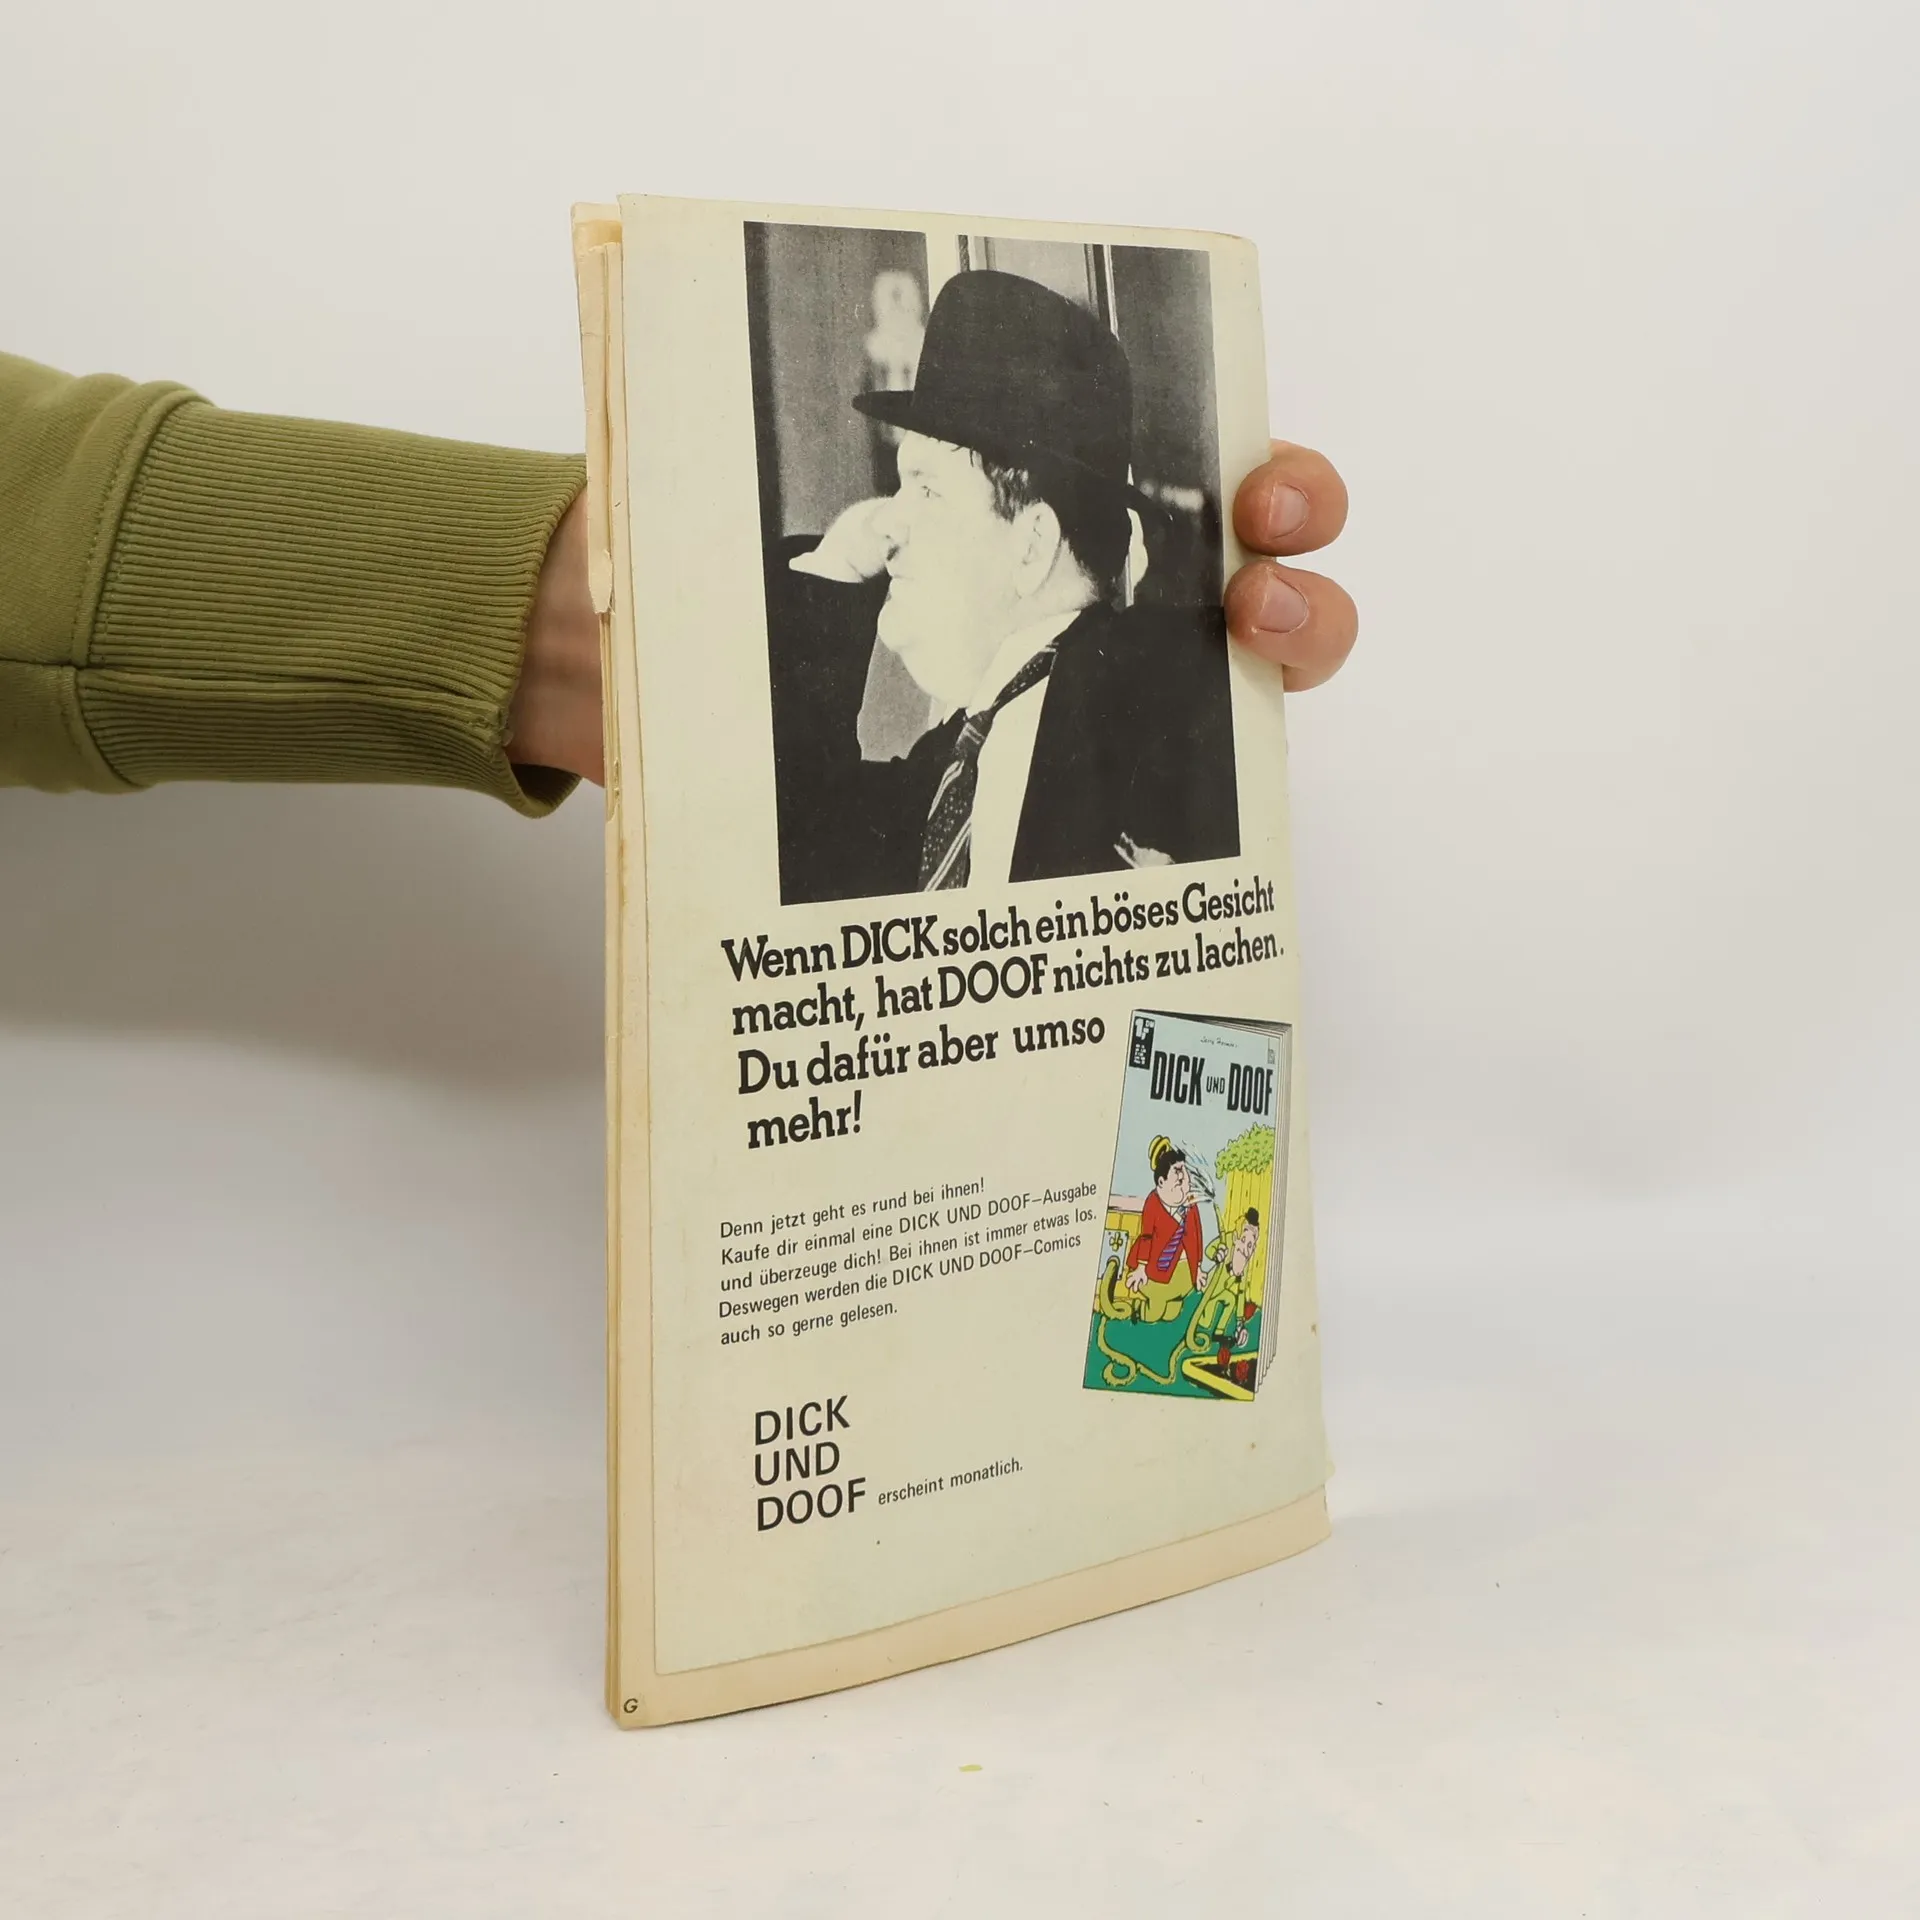 Wenn DICK solch ein böses Gesicht
macht, hat DOOF nichts zu lachen.
Du dafür aber umso
mehr!
DICK UND DOOF
Denn jetzt geht es rund bei ihnen!
Kaufe dir einmal eine DICK UND DOOF–Ausgabe
und überzeuge dich! Bei ihnen ist immer etwas los.
Deswegen werden die DICK UND DOOF–Comics
auch so gerne gelesen.
DICK
UND
DOOF erscheint monatlich.
G